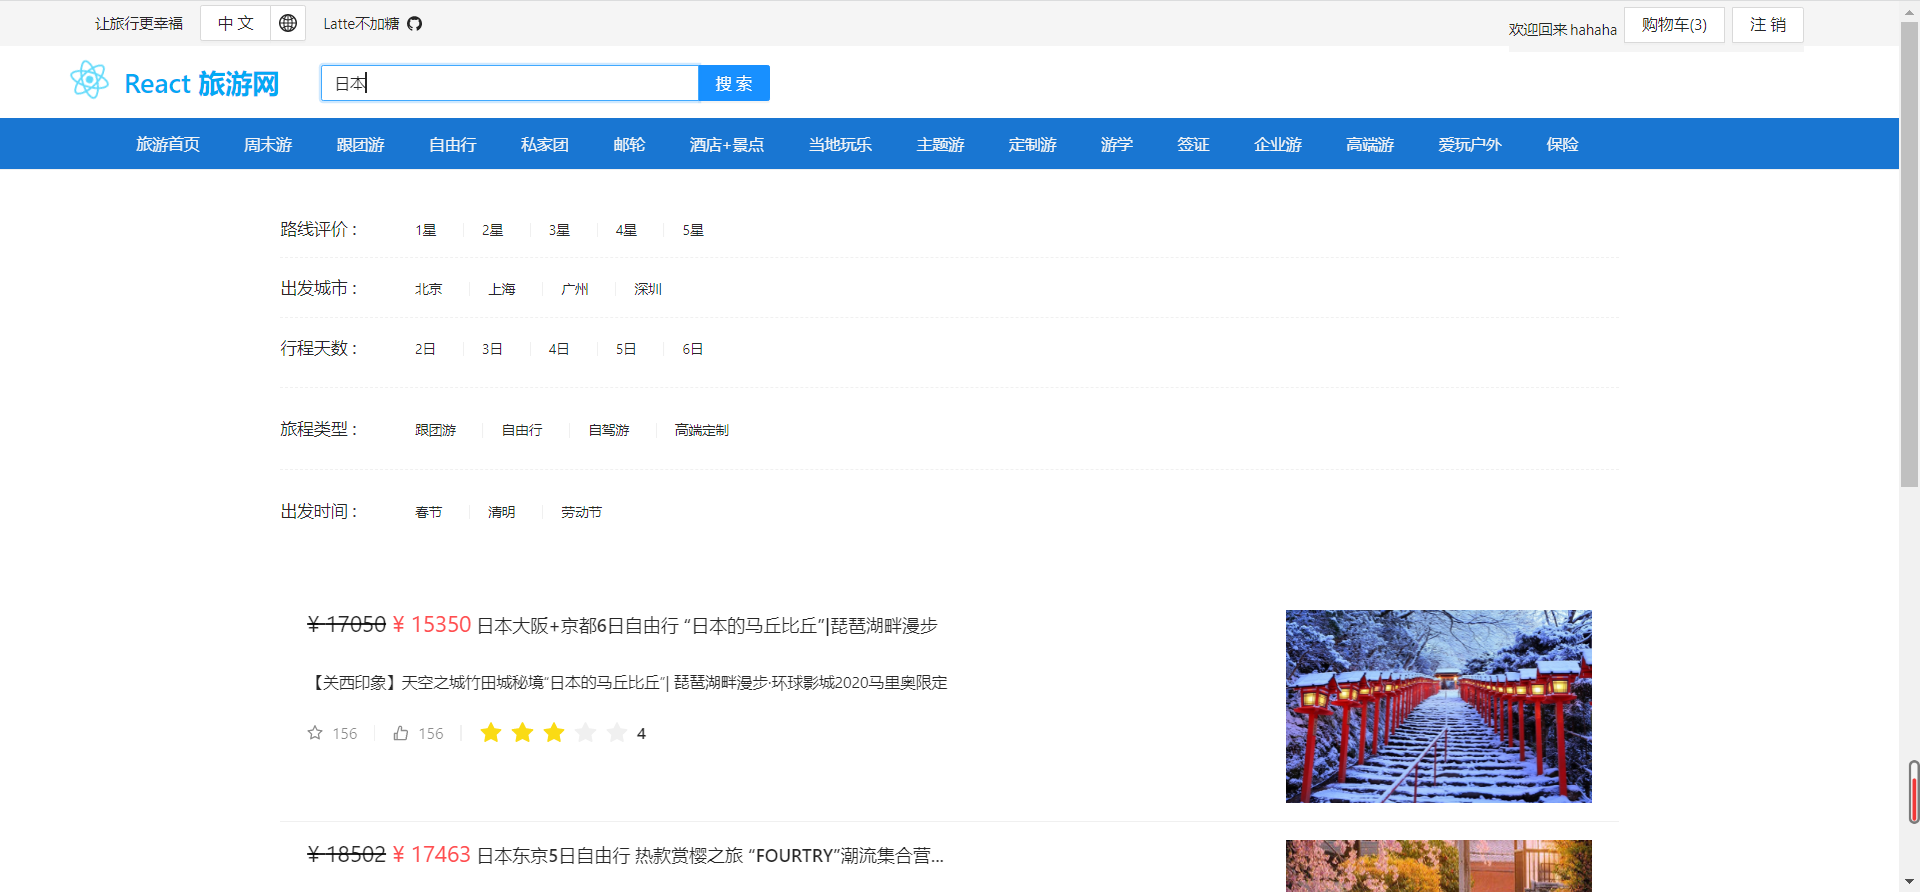 让旅行更幸福 中 文 Latte不加糖 欢迎回来 hahaha 购物车(3) 注 销
React 旅游网 日本 搜 索
旅游首页 周末游 跟团游 自由行 私家团 邮轮 酒店+景点 当地玩乐 主题游 定制游 游学 签证 企业游 高端游 爱玩户外 保险
路线评价 : 1星 2星 3星 4星 5星
出发城市 : 北京 上海 广州 深圳
行程天数 : 2日 3日 4日 5日 6日
旅程类型 : 跟团游 自由行 自驾游 高端定制
出发时间 : 春节 清明 劳动节
¥ 17050 ¥ 15350 日本大阪+京都6日自由行 “日本的马丘比丘”|琵琶湖畔漫步
【关西印象】天空之城竹田城秘境“日本的马丘比丘”| 琵琶湖畔漫步·环球影城2020马里奥限定
156 156 4
¥ 18502 ¥ 17463 日本东京5日自由行 热款赏樱之旅 “FOURTRY”潮流集合营...